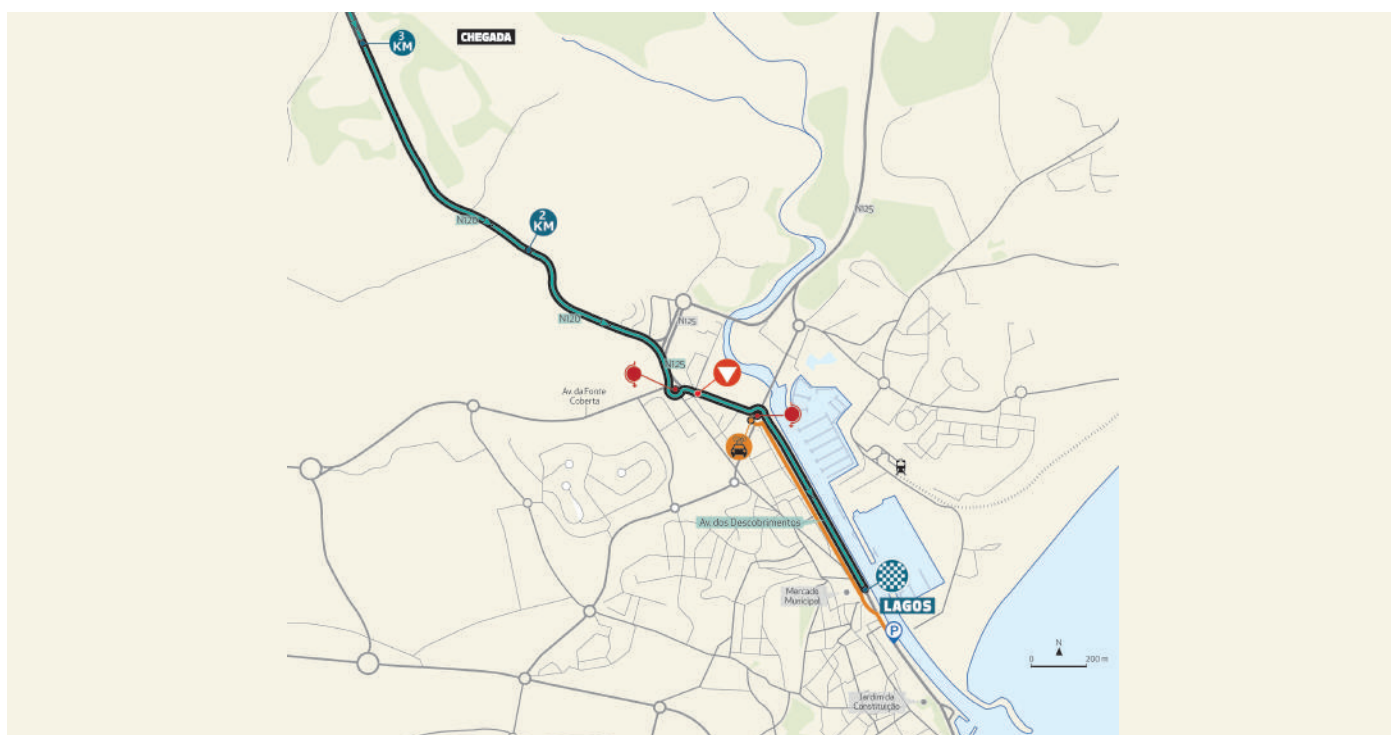 3
KM
CHEGADA
N125
N120
2
KM
N120
N125
N125
Av. da Fonte
Coberta
Av. dos Descobrimentos
Mercado
Municipal
LAGOS
P
N
0 200 m
Jardim da
Constituição